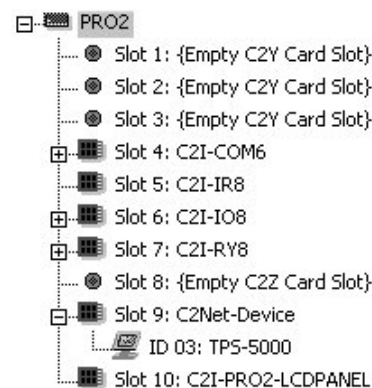 PRO2
Slot 1: {Empty C2Y Card Slot}
Slot 2: {Empty C2Y Card Slot}
Slot 3: {Empty C2Y Card Slot}
Slot 4: C2I-COM6
Slot 5: C2I-IR8
Slot 6: C2I-IO8
Slot 7: C2I-RY8
Slot 8: {Empty C2Z Card Slot}
Slot 9: C2Net-Device
ID 03: TPS-5000
Slot 10: C2I-PRO2-LCDPANEL